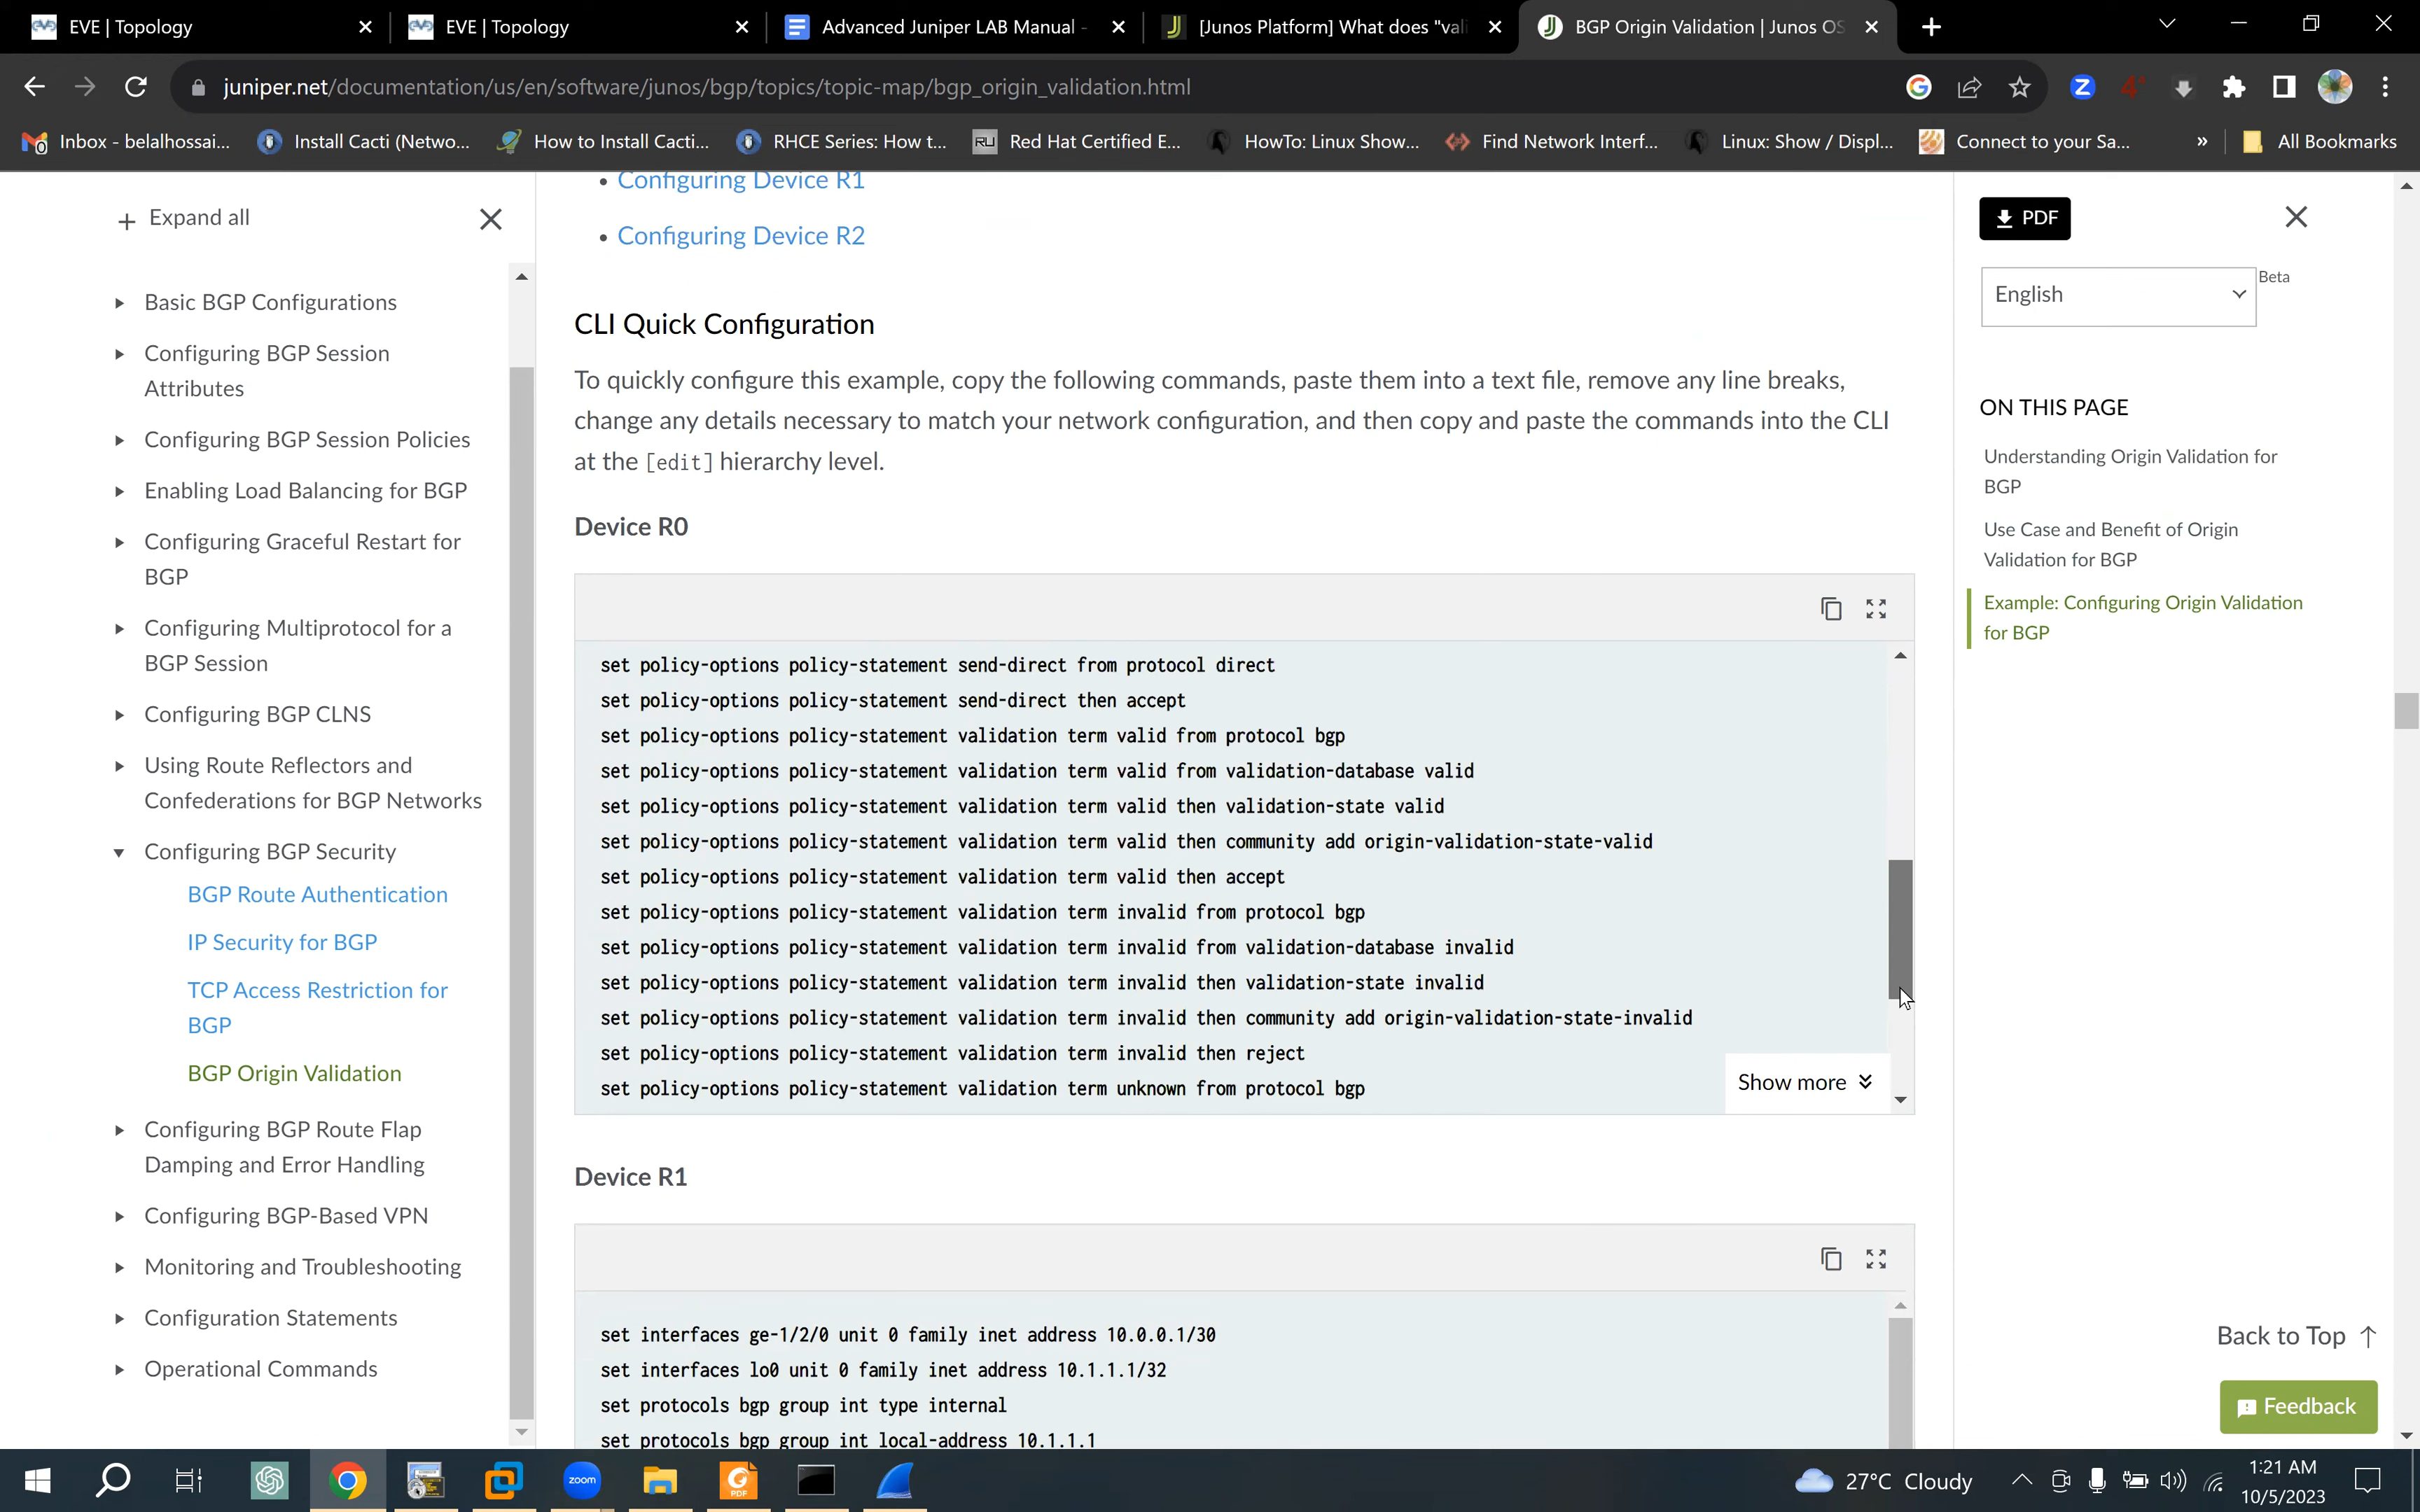 EVE | Topology
EVE | Topology
Advanced Juniper LAB Manual -
[Junos Platform] What does "vali
BGP Origin Validation | Junos OS
juniper.net/documentation/us/en/software/junos/bgp/topics/topic-map/bgp_origin_validation.html
Inbox - belalhossai...
Install Cacti (Netwo...
How to Install Cacti...
RHCE Series: How t...
Red Hat Certified E...
HowTo: Linux Show...
Find Network Interf...
Linux: Show / Displ...
Connect to your Sa...
»
All Bookmarks
Expand all
Basic BGP Configurations
Configuring BGP Session
Attributes
Configuring BGP Session Policies
Enabling Load Balancing for BGP
Configuring Graceful Restart for
BGP
Configuring Multiprotocol for a
BGP Session
Configuring BGP CLNS
Using Route Reflectors and
Confederations for BGP Networks
Configuring BGP Security
BGP Route Authentication
IP Security for BGP
TCP Access Restriction for
BGP
BGP Origin Validation
Configuring BGP Route Flap
Damping and Error Handling
Configuring BGP-Based VPN
Monitoring and Troubleshooting
Configuration Statements
Operational Commands
• Configuring Device R1
• Configuring Device R2
CLI Quick Configuration
To quickly configure this example, copy the following commands, paste them into a text file, remove any line breaks,
change any details necessary to match your network configuration, and then copy and paste the commands into the CLI
at the [edit] hierarchy level.
Device R0
set policy-options policy-statement send-direct from protocol direct
set policy-options policy-statement send-direct then accept
set policy-options policy-statement validation term valid from protocol bgp
set policy-options policy-statement validation term valid from validation-database valid
set policy-options policy-statement validation term valid then validation-state valid
set policy-options policy-statement validation term valid then community add origin-validation-state-valid
set policy-options policy-statement validation term valid then accept
set policy-options policy-statement validation term invalid from protocol bgp
set policy-options policy-statement validation term invalid from validation-database invalid
set policy-options policy-statement validation term invalid then validation-state invalid
set policy-options policy-statement validation term invalid then community add origin-validation-state-invalid
set policy-options policy-statement validation term invalid then reject
set policy-options policy-statement validation term unknown from protocol bgp
Show more
Device R1
set interfaces ge-1/2/0 unit 0 family inet address 10.0.0.1/30
set interfaces lo0 unit 0 family inet address 10.1.1.1/32
set protocols bgp group int type internal
set protocols bgp group int local-address 10.1.1.1
PDF
English
Beta
ON THIS PAGE
Understanding Origin Validation for
BGP
Use Case and Benefit of Origin
Validation for BGP
Example: Configuring Origin Validation
for BGP
Back to Top
Feedback
zoom
PDF
27°C Cloudy
1:21 AM
10/5/2023